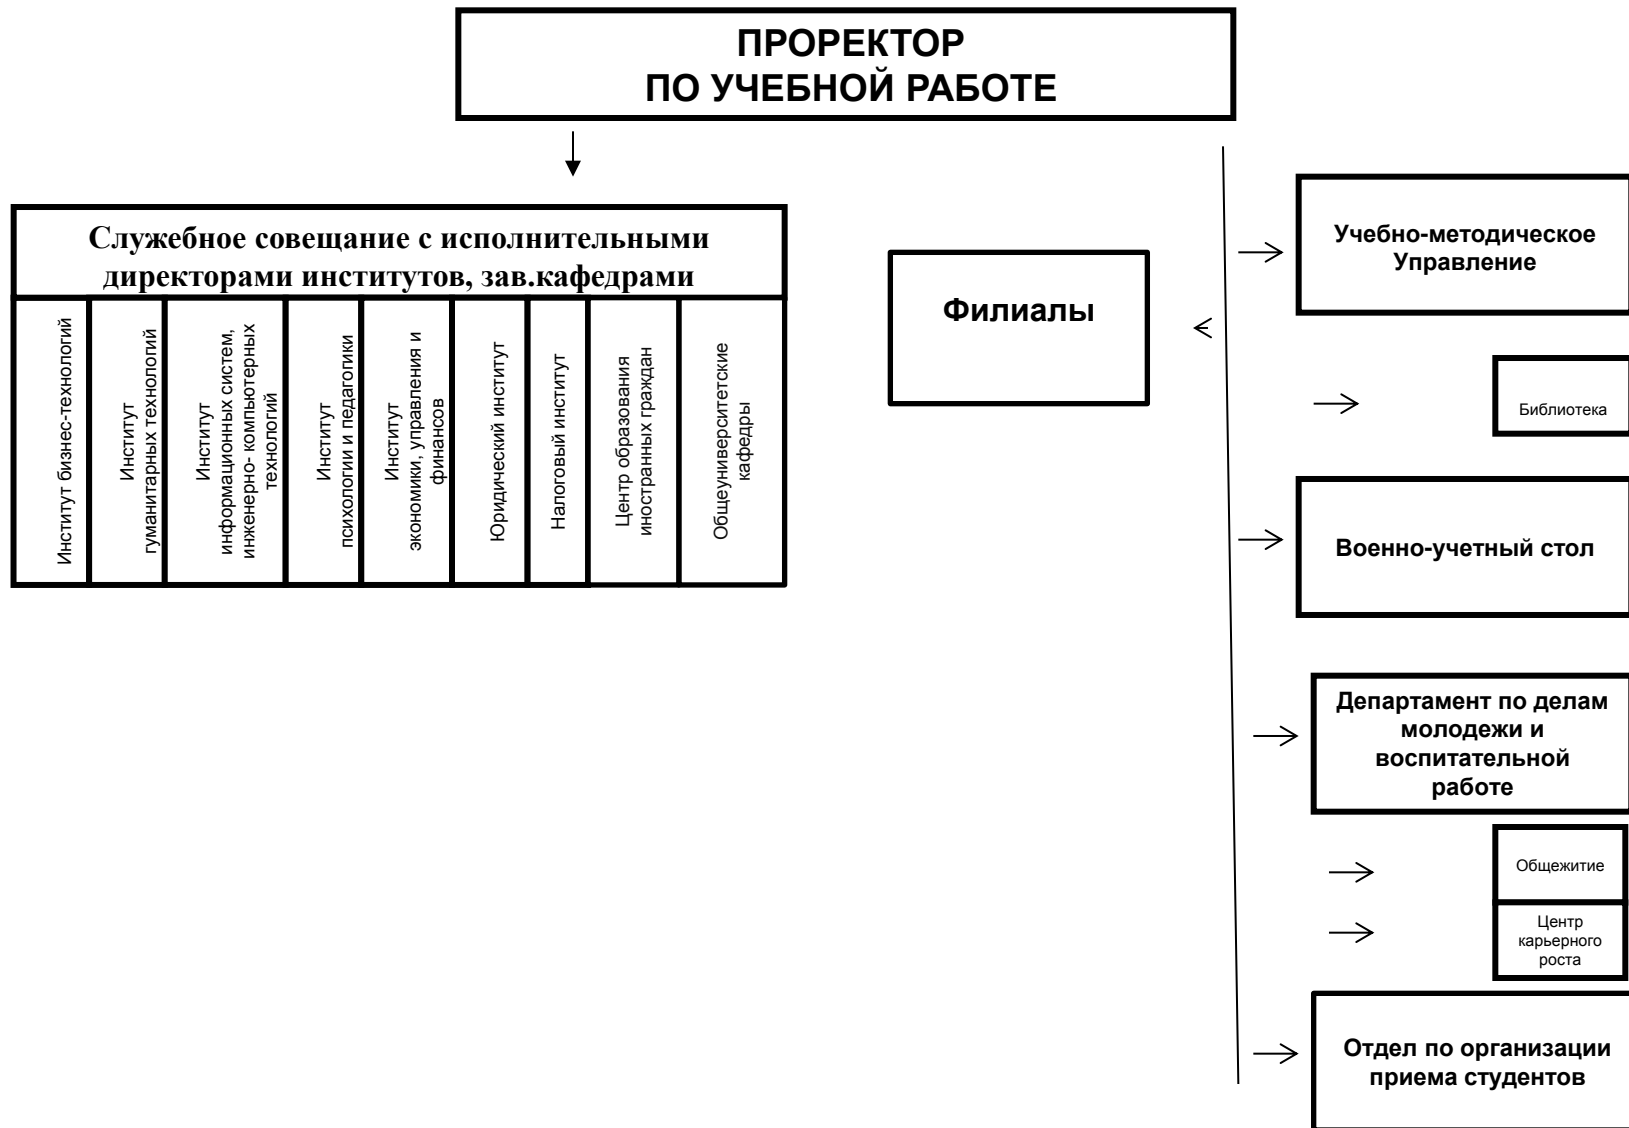 ПРОРЕКТОР
ПО УЧЕБНОЙ РАБОТЕ
Служебное совещание с исполнительными
директорами институтов, зав.кафедрами
Институт бизнес-технологий
Институт
гуманитарных технологий
Институт
информационных систем,
инженерно- компьютерных
технологий
Институт
психологии и педагогики
Институт
экономики, управления и
финансов
Юридический институт
Налоговый институт
Центр образования
иностранных граждан
Общеуниверситетские
кафедры
Филиалы
Учебно-методическое
Управление
Библиотека
Военно-учетный стол
Департамент по делам
молодежи и
воспитательной
работе
Общежитие
Центр
карьерного
роста
Отдел по организации
приема студентов